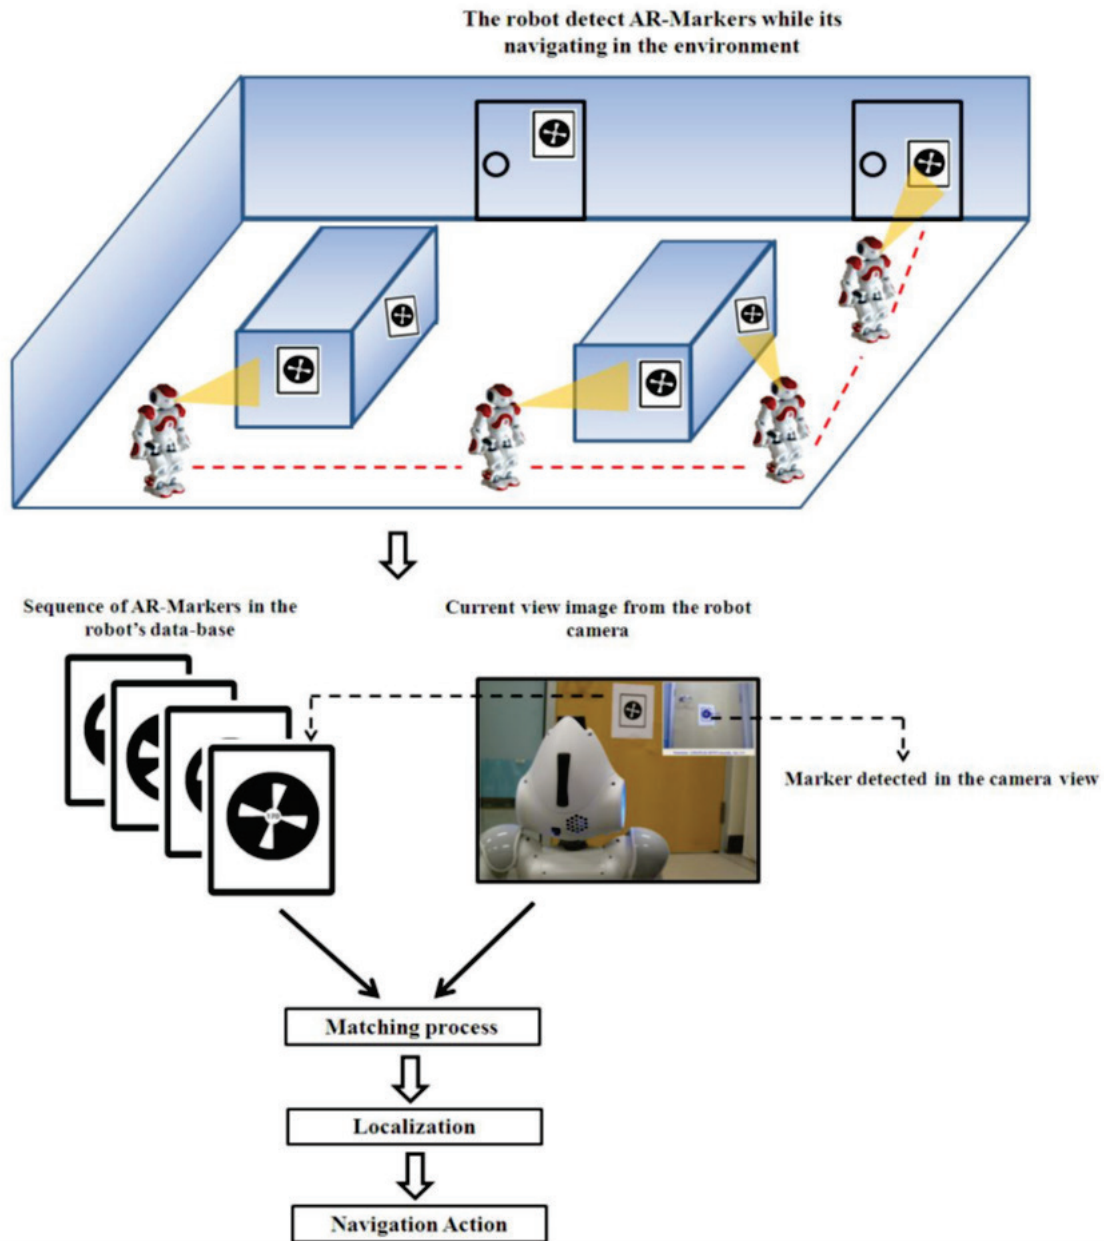 The robot detect AR-Markers while its
navigating in the environment
Sequence of AR-Markers in the
robot's data-base
Current view image from the robot
camera
Marker detected in the camera view
Matching process
Localization
Navigation Action